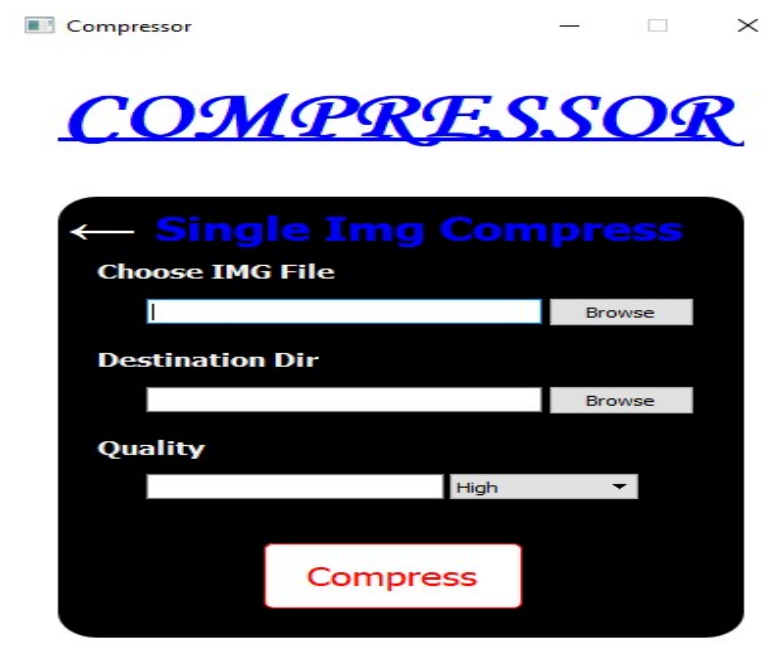 Compressor
COMPRESSOR
Single Img Compress
Choose IMG File
Browse
Destination Dir
Browse
Quality
High
Compress